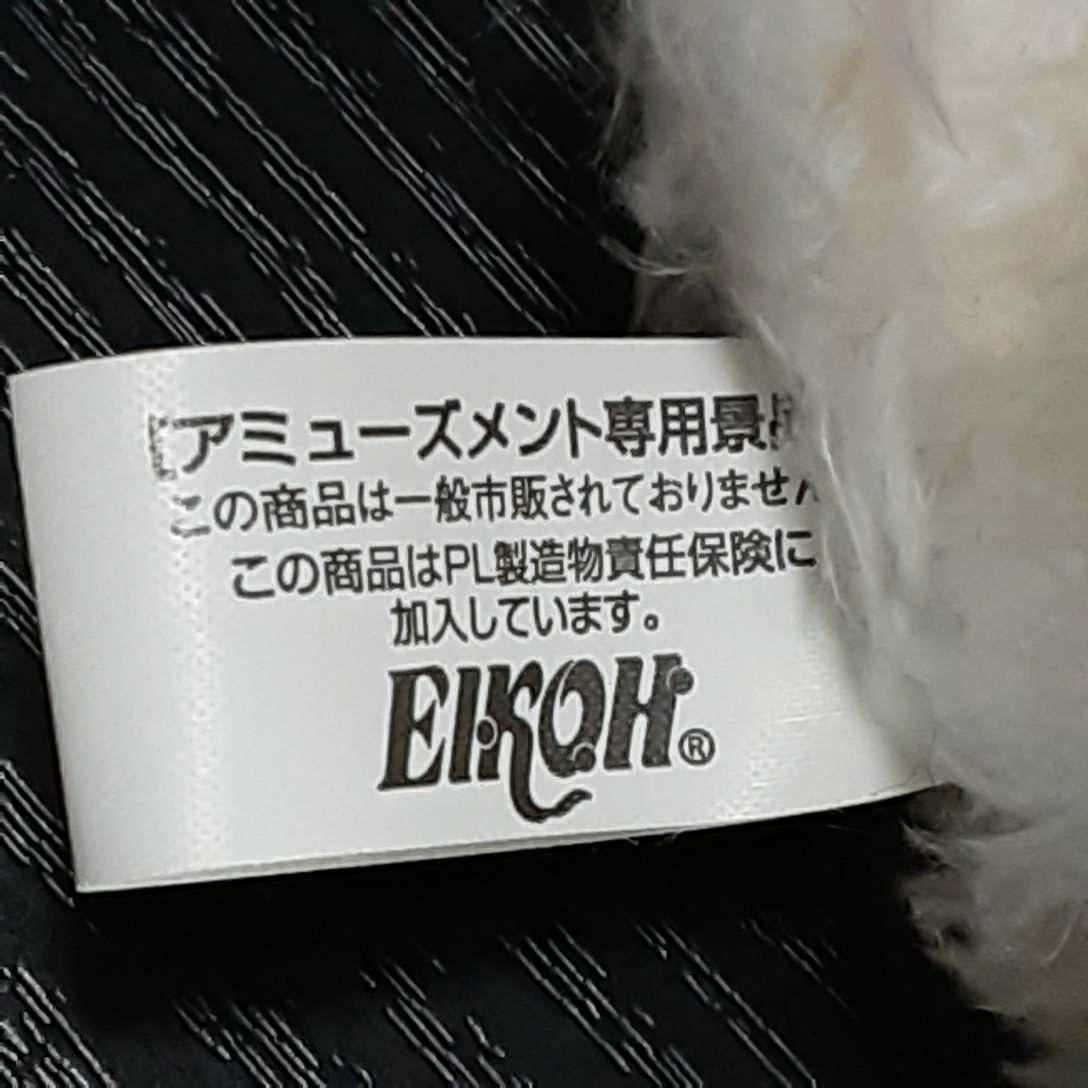 【アミューズメント専用景品
この商品は一般市販されておりません
この商品はPL製造物責任保険に
加入しています。
EIKOH®